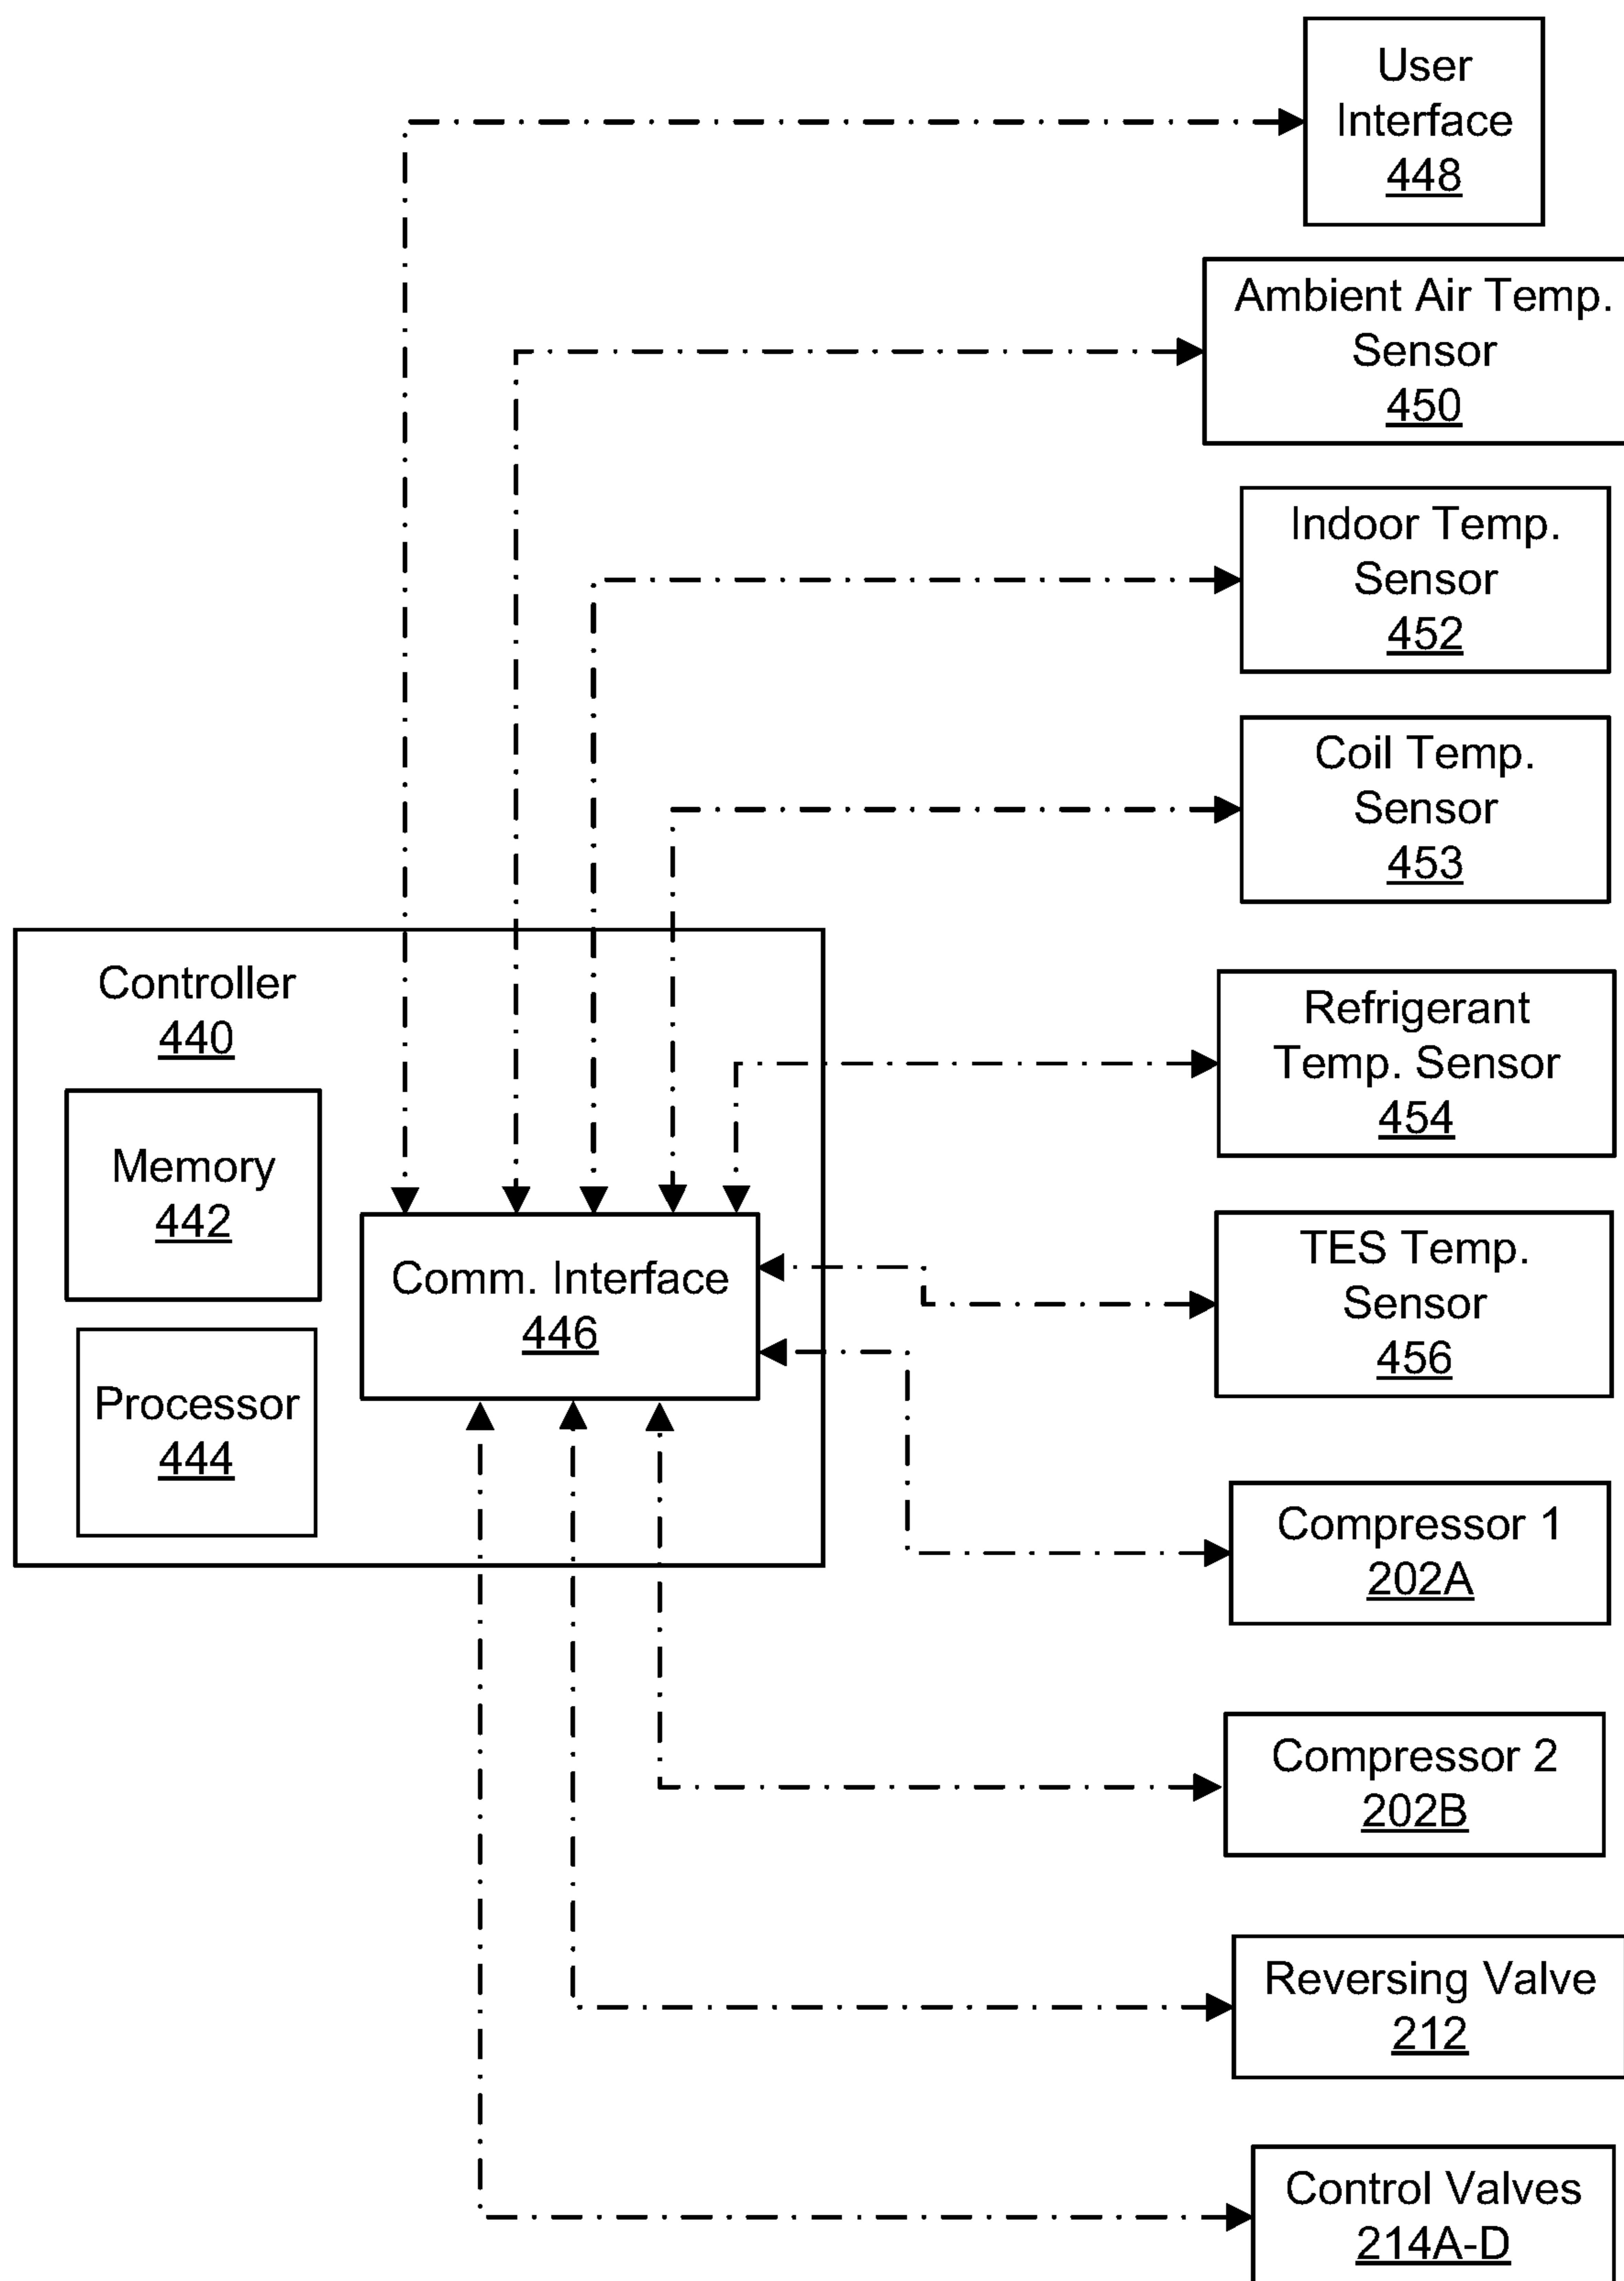 User
Interface
448
Ambient Air Temp.
Sensor
450
Indoor Temp.
Sensor
452
Coil Temp.
Sensor
453
Controller
440
Memory
442
Processor
444
Comm. Interface
446
Refrigerant
Temp. Sensor
454
TES Temp.
Sensor
456
Compressor 1
202A
Compressor 2
202B
Reversing Valve
212
Control Valves
214A-D